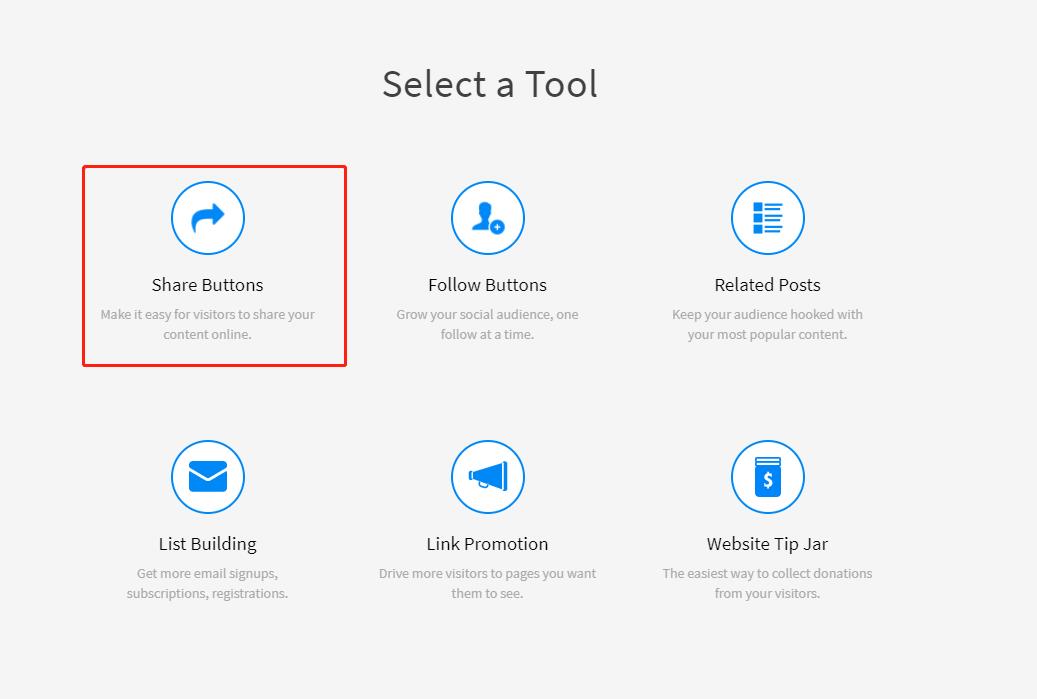 Select a Tool
Share Buttons
Make it easy for visitors to share your
content online.
Follow Buttons
Grow your social audience, one
follow at a time.
Related Posts
Keep your audience hooked with
your most popular content.
$
List Building
Get more email signups,
subscriptions, registrations.
Link Promotion
Drive more visitors to pages you want
them to see.
Website Tip Jar
The easiest way to collect donations
from your visitors.